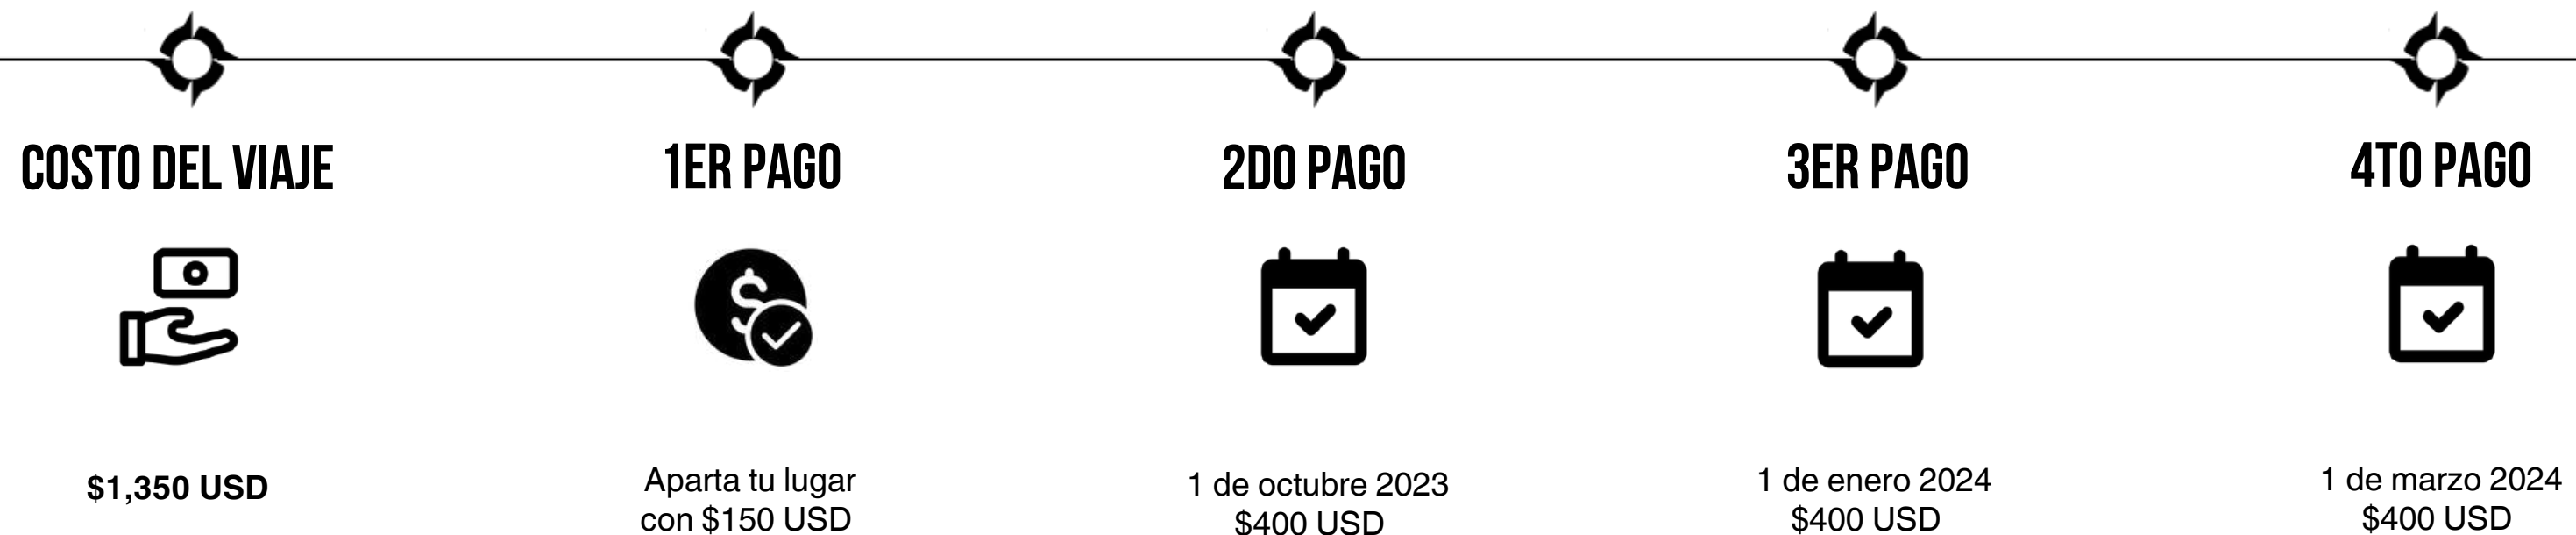 COSTO DEL VIAJE
$1,350 USD
1ER PAGO
Aparta tu lugar
con $150 USD
2DO PAGO
1 de octubre 2023
$400 USD
3ER PAGO
1 de enero 2024
$400 USD
4TO PAGO
1 de marzo 2024
$400 USD